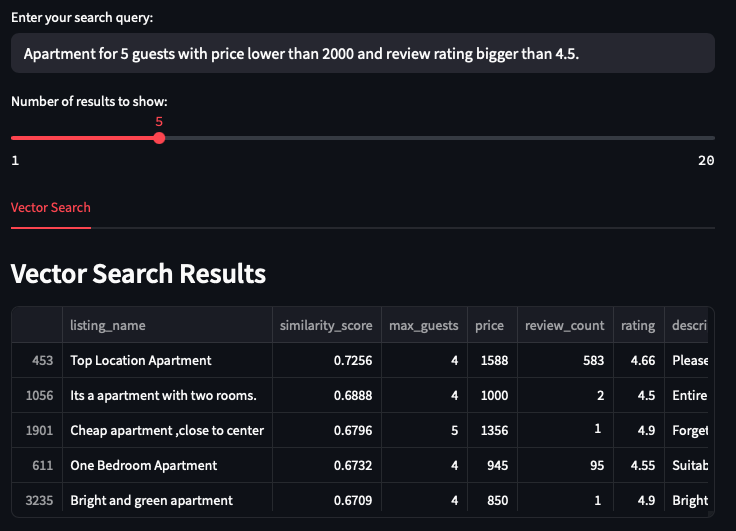 Enter your search query:
Apartment for 5 guests with price lower than 2000 and review rating bigger than 4.5.
Number of results to show:
5
1 20
Vector Search
Vector Search Results
listing_name similarity_score max_guests price review_count rating descri
453 Top Location Apartment 0.7256 4 1588 583 4.66 Please
1056 Its a apartment with two rooms. 0.6888 4 1000 2 4.5 Entire
1901 Cheap apartment ,close to center 0.6796 5 1356 1 4.9 Forget
611 One Bedroom Apartment 0.6732 4 945 95 4.55 Suitab
3235 Bright and green apartment 0.6709 4 850 1 4.9 Bright